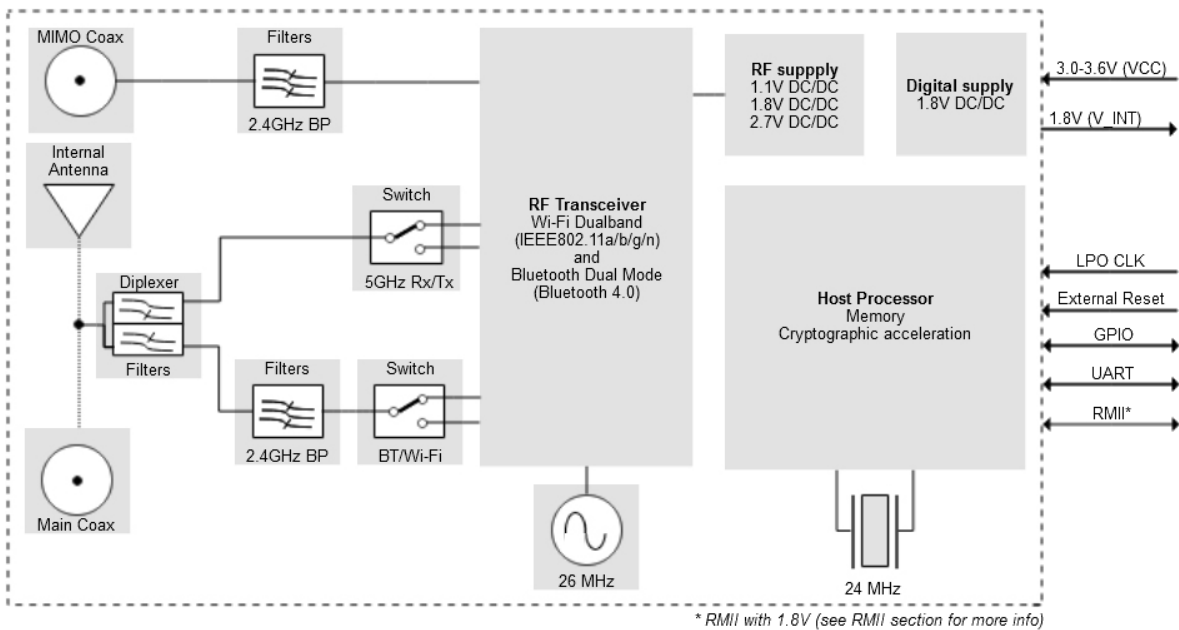 MIMO Coax
Filters
2.4GHz BP
Internal
Antenna
Switch
5GHz Rx/Tx
Diplexer
Filters
Filters
2.4GHz BP
Switch
BT/Wi-Fi
Main Coax
RF Transceiver
Wi-Fi Dualband
(IEEE802.11a/b/g/n)
and
Bluetooth Dual Mode
(Bluetooth 4.0)
26 MHz
RF suppply
1.1V DC/DC
1.8V DC/DC
2.7V DC/DC
Digital supply
1.8V DC/DC
Host Processor
Memory
Cryptographic acceleration
24 MHz
3.0-3.6V (VCC)
1.8V (V_INT)
LPO CLK
External Reset
GPIO
UART
RMII*
* RMII with 1.8V (see RMII section for more info)